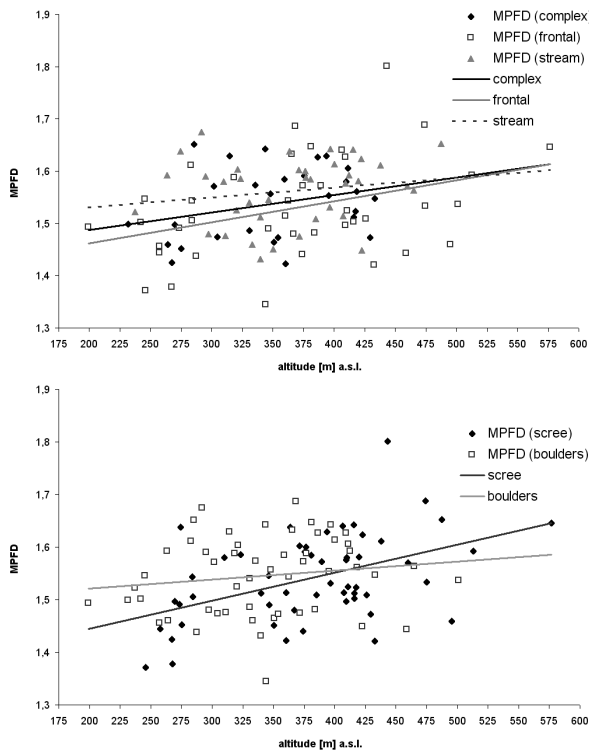 1,9
1,8
1,7
1,6
1,5
1,4
1,3
MPFD
175 200 225 250 275 300 325 350 375 400 425 450 475 500 525 550 575 600
altitude [m] a.s.l.
MPFD (complex
MPFD (frontal)
MPFD (stream)
complex
frontal
stream
1,9
1,8
1,7
1,6
1,5
1,4
1,3
MPFD
175 200 225 250 275 300 325 350 375 400 425 450 475 500 525 550 575 600
altitude [m] a.s.l.
MPFD (scree)
MPFD (boulders)
scree
boulders